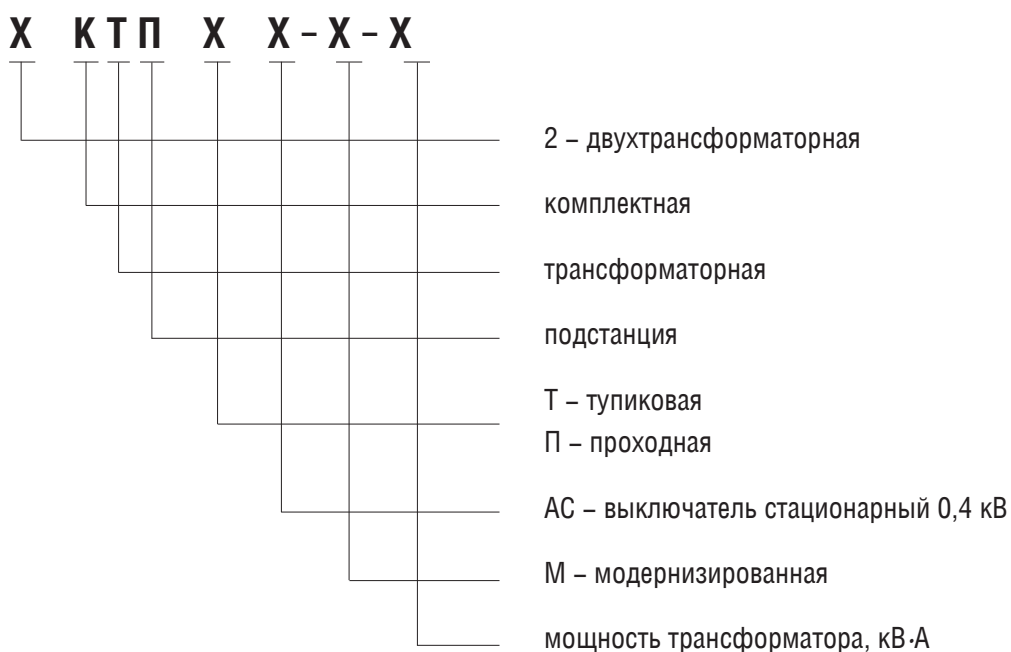 Х КТП Х Х – Х – Х
2 – двухтрансформаторная
комплектная
трансформаторная
подстанция
Т – тупиковая
П – проходная
АС – выключатель стационарный 0,4 кВ
М – модернизированная
мощность трансформатора, кВ·А